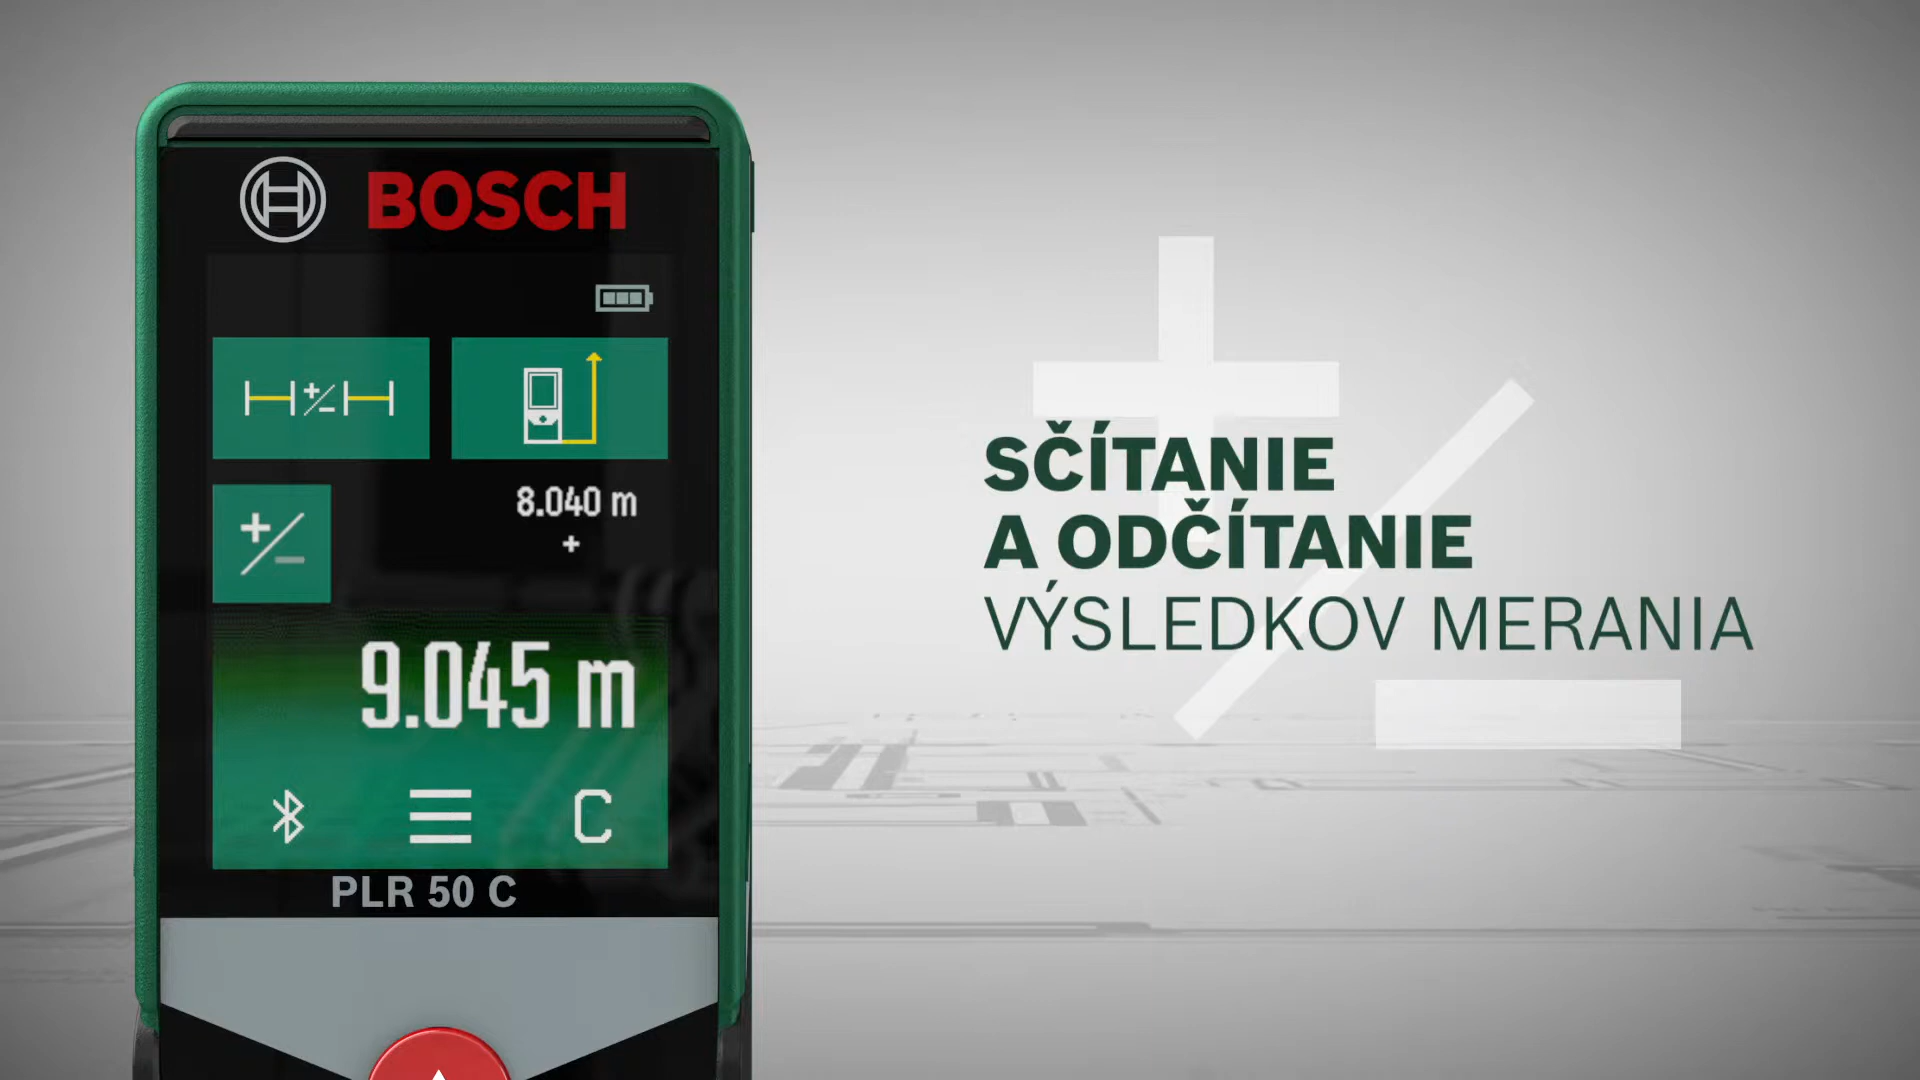 BOSCH
8.040 m
+
9.045 m
C
PLR 50 C
SČÍTANIE
A ODČÍTANIE
VÝSLEDKOV MERANIA